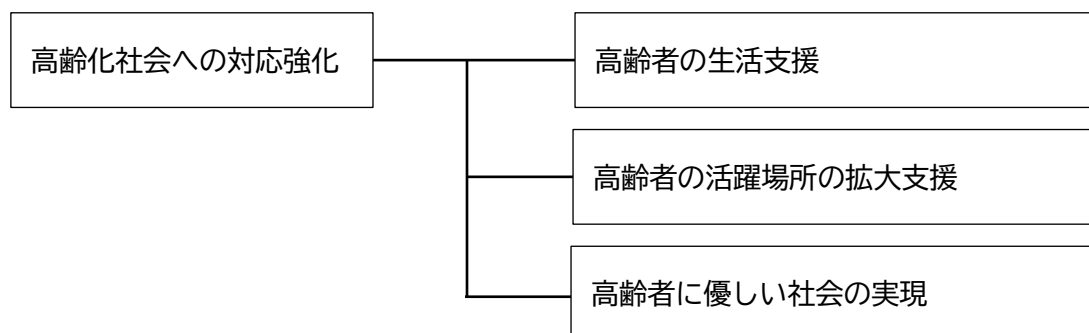 高齢化社会への対応強化
高齢者の生活支援
高齢者の活躍場所の拡大支援
高齢者に優しい社会の実現